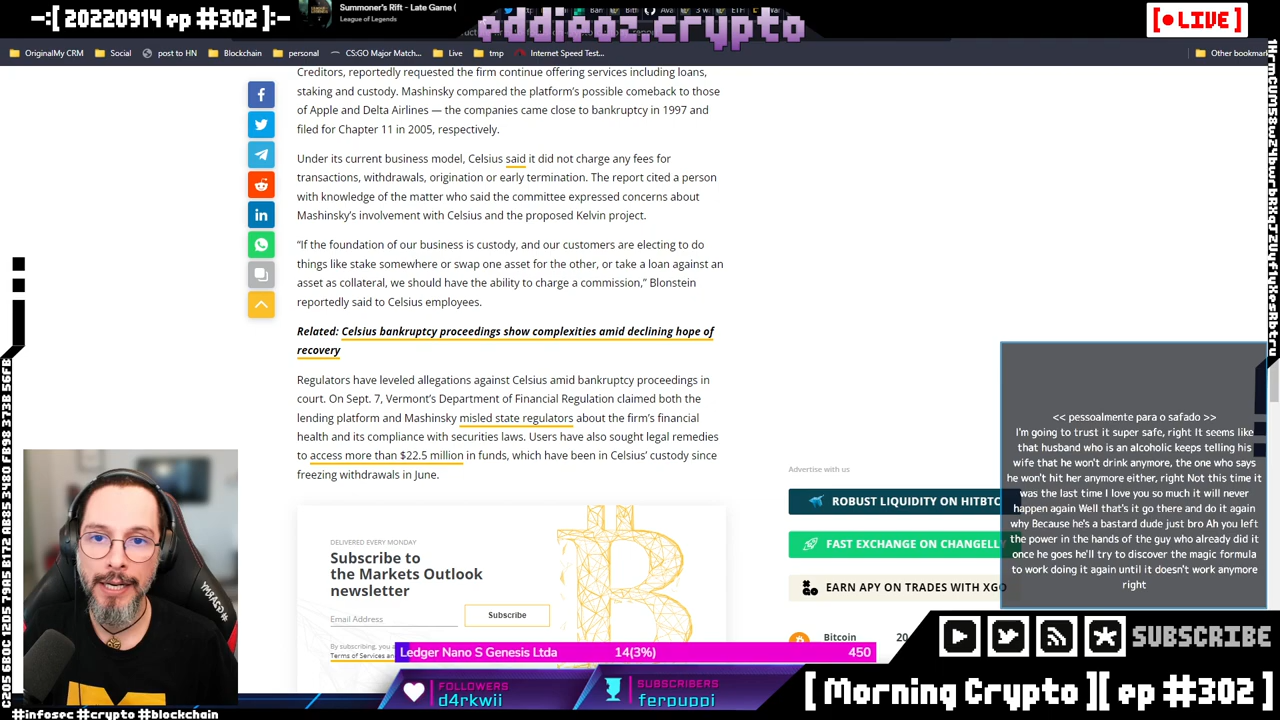 -:[ 20220914 ep #302 ]:-
Summoner's Rift - Late Game (
League of Legends
eddieoz.crypto
[ LIVE ]
OriginalMy CRM
Social
post to HN
Blockchain
personal
CS:GO Major Match...
Live
tmp
Internet Speed Test...
Other bookmar
Creditors, reportedly requested the firm continue offering services including loans,
staking and custody. Mashinsky compared the platform's possible comeback to those
of Apple and Delta Airlines — the companies came close to bankruptcy in 1997 and
filed for Chapter 11 in 2005, respectively.
Under its current business model, Celsius said it did not charge any fees for
transactions, withdrawals, origination or early termination. The report cited a person
with knowledge of the matter who said the committee expressed concerns about
Mashinsky's involvement with Celsius and the proposed Kelvin project.
“If the foundation of our business is custody, and our customers are electing to do
things like stake somewhere or swap one asset for the other, or take a loan against an
asset as collateral, we should have the ability to charge a commission,” Blonstein
reportedly said to Celsius employees.
Related: Celsius bankruptcy proceedings show complexities amid declining hope of
recovery
Regulators have leveled allegations against Celsius amid bankruptcy proceedings in
court. On Sept. 7, Vermont's Department of Financial Regulation claimed both the
lending platform and Mashinsky misled state regulators about the firm's financial
health and its compliance with securities laws. Users have also sought legal remedies
to access more than $22.5 million in funds, which have been in Celsius' custody since
freezing withdrawals in June.
DELIVERED EVERY MONDAY
Subscribe to
the Markets Outlook
newsletter
Email Address
Subscribe
By subscribing, you a
Terms of Services an
Advertise with us
ROBUST LIQUIDITY ON HITBTC
FAST EXCHANGE ON CHANGELLY
EARN APY ON TRADES WITH XGO
Bitcoin
20
<< pessoalmente para o safado >>
I'm going to trust it super safe, right It seems like
that husband who is an alcoholic keeps telling his
wife that he won't drink anymore, the one who says
he won't hit her anymore either, right Not this time it
was the last time I love you so much it will never
happen again Well that's it go there and do it again
why Because he's a bastard dude just bro Ah you left
the power in the hands of the guy who already did it
once he goes he'll try to discover the magic formula
to work doing it again until it doesn't work anymore
right
Ledger Nano S Genesis Ltda
14(3%)
450
FOLLOWERS
d4rkwii
SUBSCRIBERS
ferpuppi
SUBSCRIBE
[ Morning Crypto ][ ep #302 ]
#infosec #crypto #blockchain